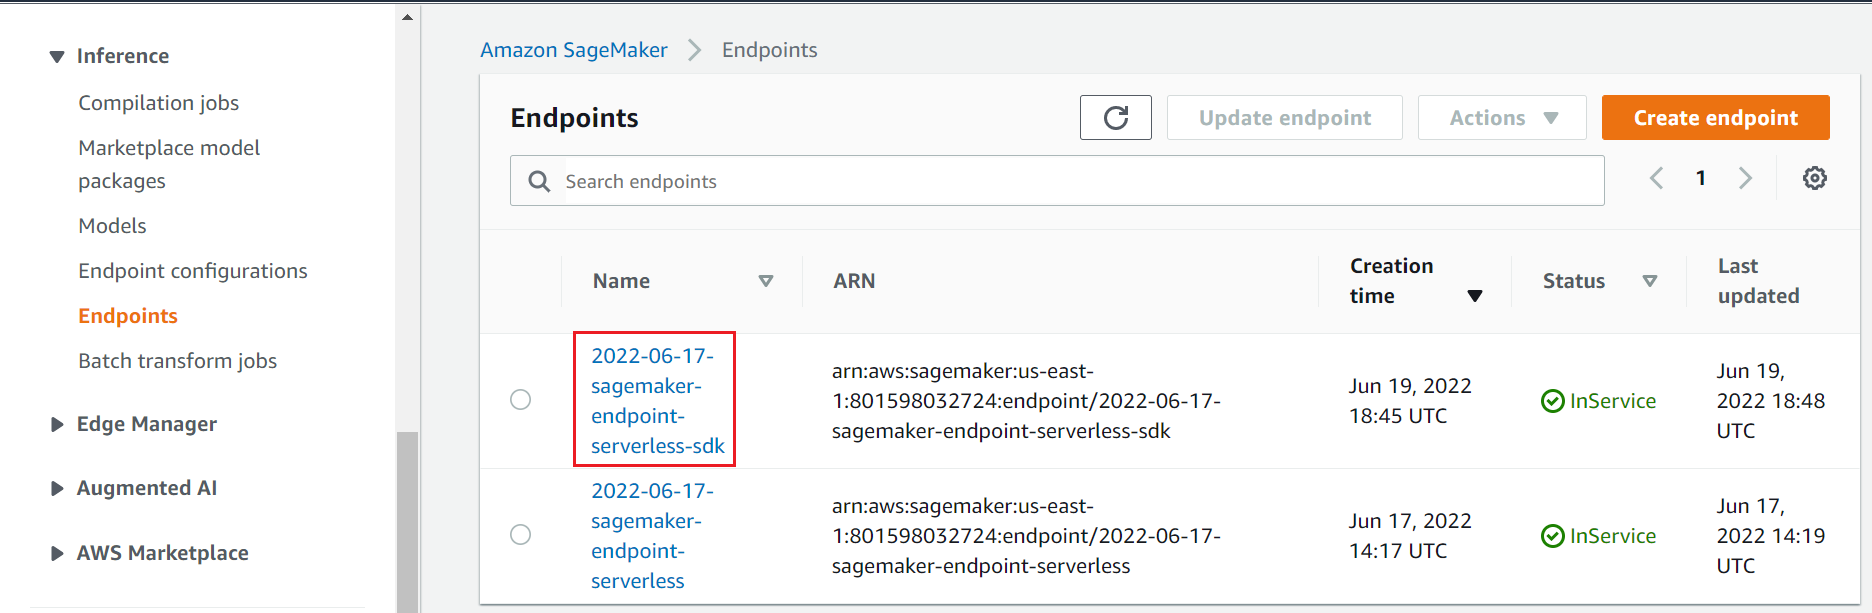 Inference
Compilation jobs
Marketplace model
packages
Models
Endpoint configurations
Endpoints
Batch transform jobs
Edge Manager
Augmented AI
AWS Marketplace
Amazon SageMaker
Endpoints
Endpoints
Update endpoint
Actions
Create endpoint
Search endpoints
1
Name
ARN
Creation
time
Status
Last
updated
2022-06-17-
sagemaker-
endpoint-
serverless-sdk
arn:aws:sagemaker:us-east-
1:801598032724:endpoint/2022-06-17-
sagemaker-endpoint-serverless-sdk
Jun 19, 2022
18:45 UTC
InService
Jun 19,
2022 18:48
UTC
2022-06-17-
sagemaker-
endpoint-
serverless
arn:aws:sagemaker:us-east-
1:801598032724:endpoint/2022-06-17-
sagemaker-endpoint-serverless
Jun 17, 2022
14:17 UTC
InService
Jun 17,
2022 14:19
UTC